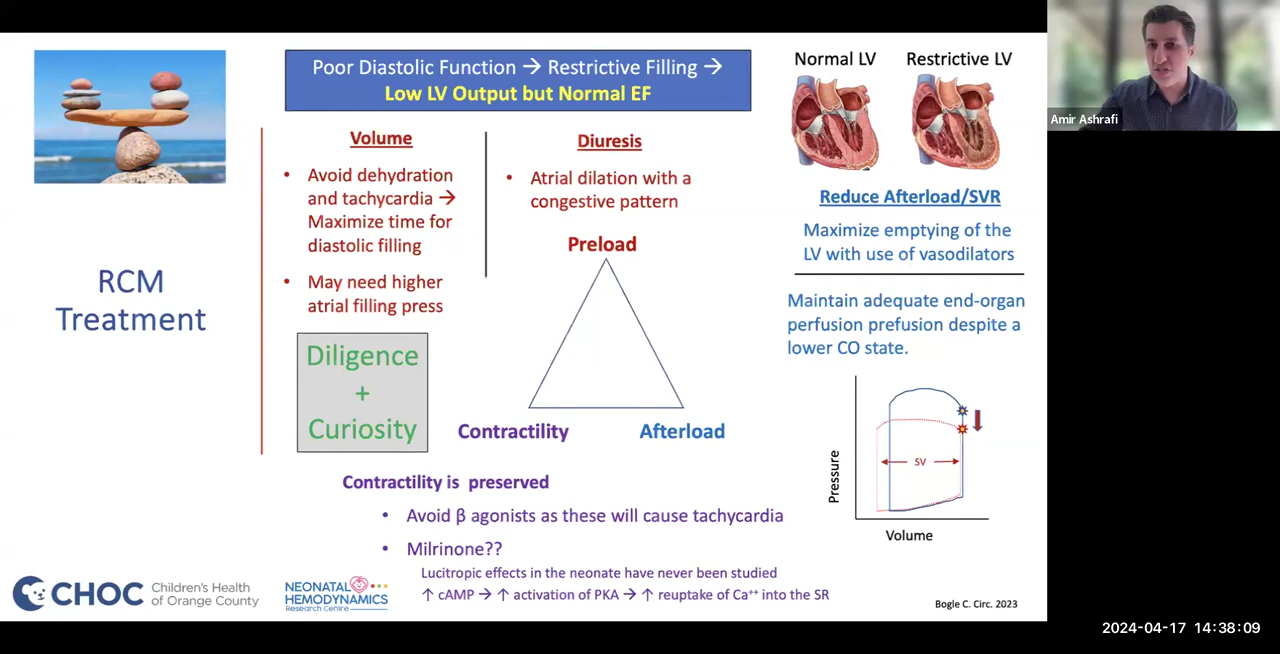 Poor Diastolic Function → Restrictive Filling →
Low LV Output but Normal EF
Normal LV
Restrictive LV
Amir Ashrafi
RCM
Treatment
Volume
• Avoid dehydration
and tachycardia →
Maximize time for
diastolic filling
• May need higher
atrial filling press
Diuresis
• Atrial dilation with a
congestive pattern
Preload
Contractility
Afterload
Diligence
+
Curiosity
Reduce Afterload/SVR
Maximize emptying of the
LV with use of vasodilators
Maintain adequate end-organ
perfusion prefusion despite a
lower CO state.
Pressure
SV
Volume
Contractility is preserved
• Avoid β agonists as these will cause tachycardia
• Milrinone??
Lucitropic effects in the neonate have never been studied
↑ cAMP → ↑ activation of PKA → ↑ reuptake of Ca⁺⁺ into the SR
CHOC
Children's Health
of Orange County
NEONATAL
HEMODYNAMICS
Research Centre
Bogle C. Circ. 2023
2024-04-17 14:38:09